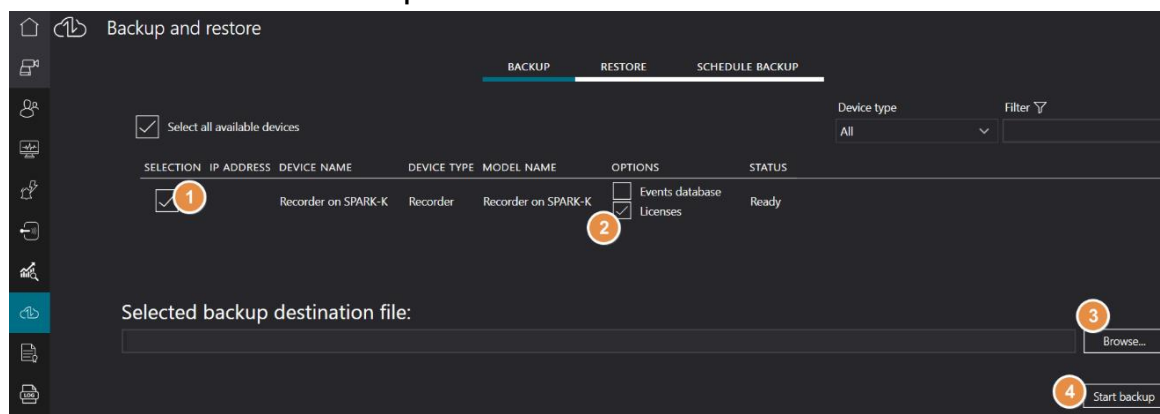 Backup and restore
BACKUP RESTORE SCHEDULE BACKUP
Device type Filter
Select all available devices
All
SELECTION IP ADDRESS DEVICE NAME DEVICE TYPE MODEL NAME OPTIONS STATUS
Events database
1 Recorder on SPARK-K Recorder Recorder on SPARK-K Ready
Licenses
2
Selected backup destination file:
3
Browse...
4 Start backup
LOG